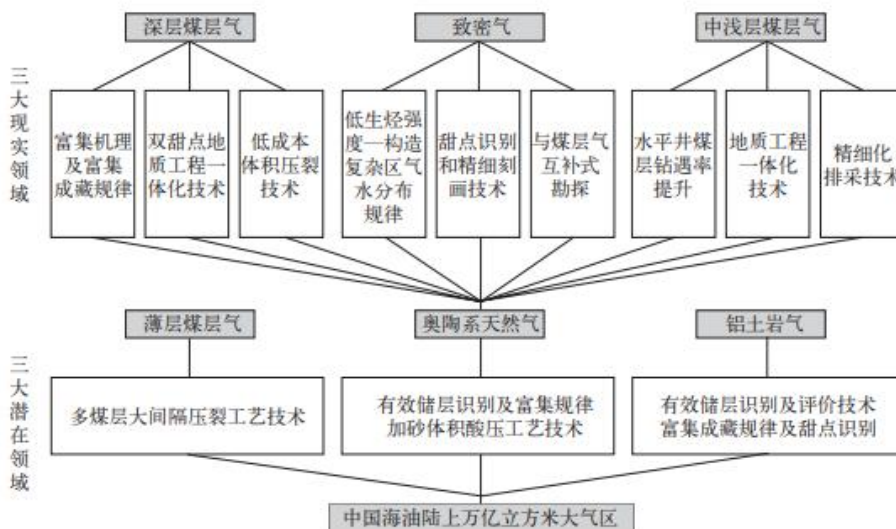 深层煤层气
致密气
中浅层煤层气
三大现实领域
富集机理
及富集
成藏规律
双甜点地
质工程一
体化技术
低成本
体积压裂
技术
低生烃强
度—构造
复杂区气
水分布
规律
甜点识别
和精细刻
画技术
与煤层气
互补式
勘探
水平井煤
层钻遇率
提升
地质工程
一体化
技术
精细化
排采技术
薄层煤层气
奥陶系天然气
铝土岩气
三大潜在领域
多煤层大间隔压裂工艺技术
有效储层识别及富集规律
加砂体积酸压工艺技术
有效储层识别及评价技术
富集成藏规律及甜点识别
中国海油陆上万亿立方米大气区